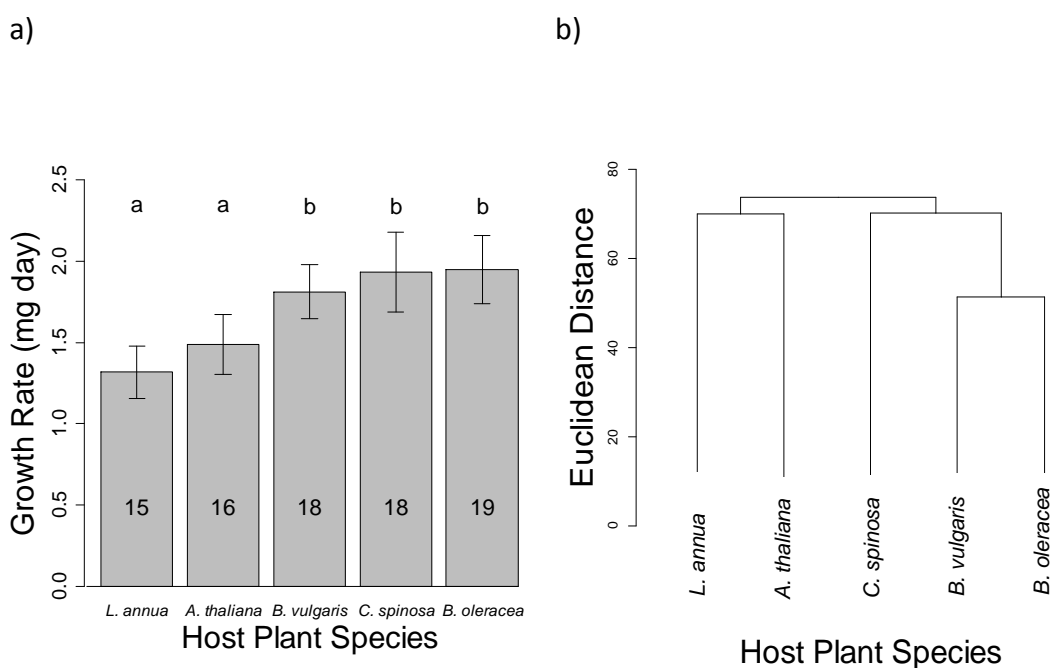 a)
Growth Rate (mg day)
2.5
2.0
1.5
1.0
0.5
0.0
a a b b b
15 16 18 18 19
L. annua A. thaliana B. vulgaris C. spinosa B. oleracea
Host Plant Species
b)
Euclidean Distance
80
60
40
20
0
L. annua
A. thaliana
C. spinosa
B. vulgaris
B. oleracea
Host Plant Species